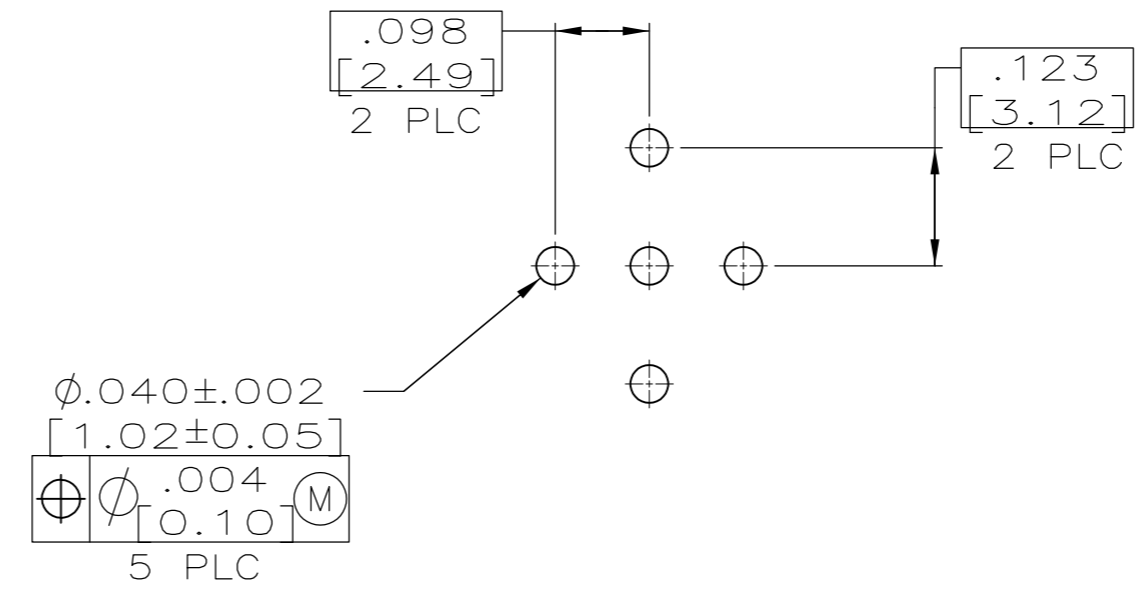 .098
[2.49]
2 PLC
.123
[3.12]
2 PLC
⌀.040±.002
[1.02±0.05]
⌖ ⌀ .004 Ⓜ
[0.10]
5 PLC